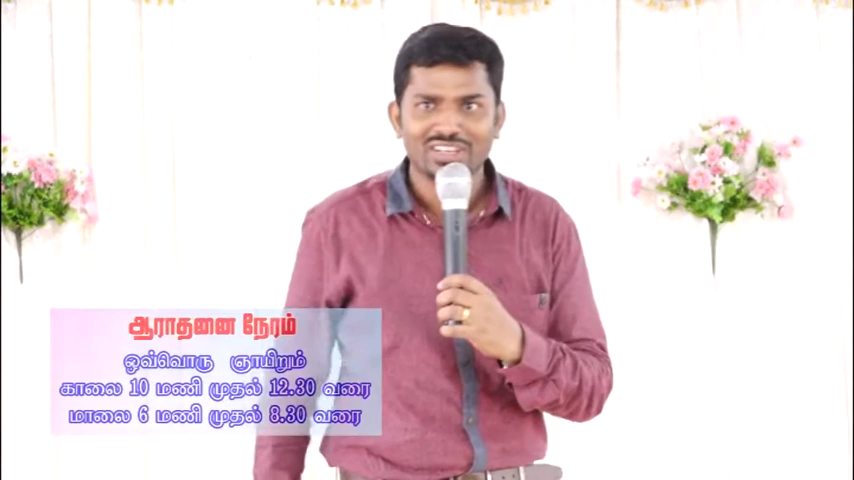 ஆராதனை நேரம்
ஒவ்வொரு ஞாயிறும்
காலை 10 மணி முதல் 12.30 வரை
மாலை 6 மணி முதல் 8.30 வரை